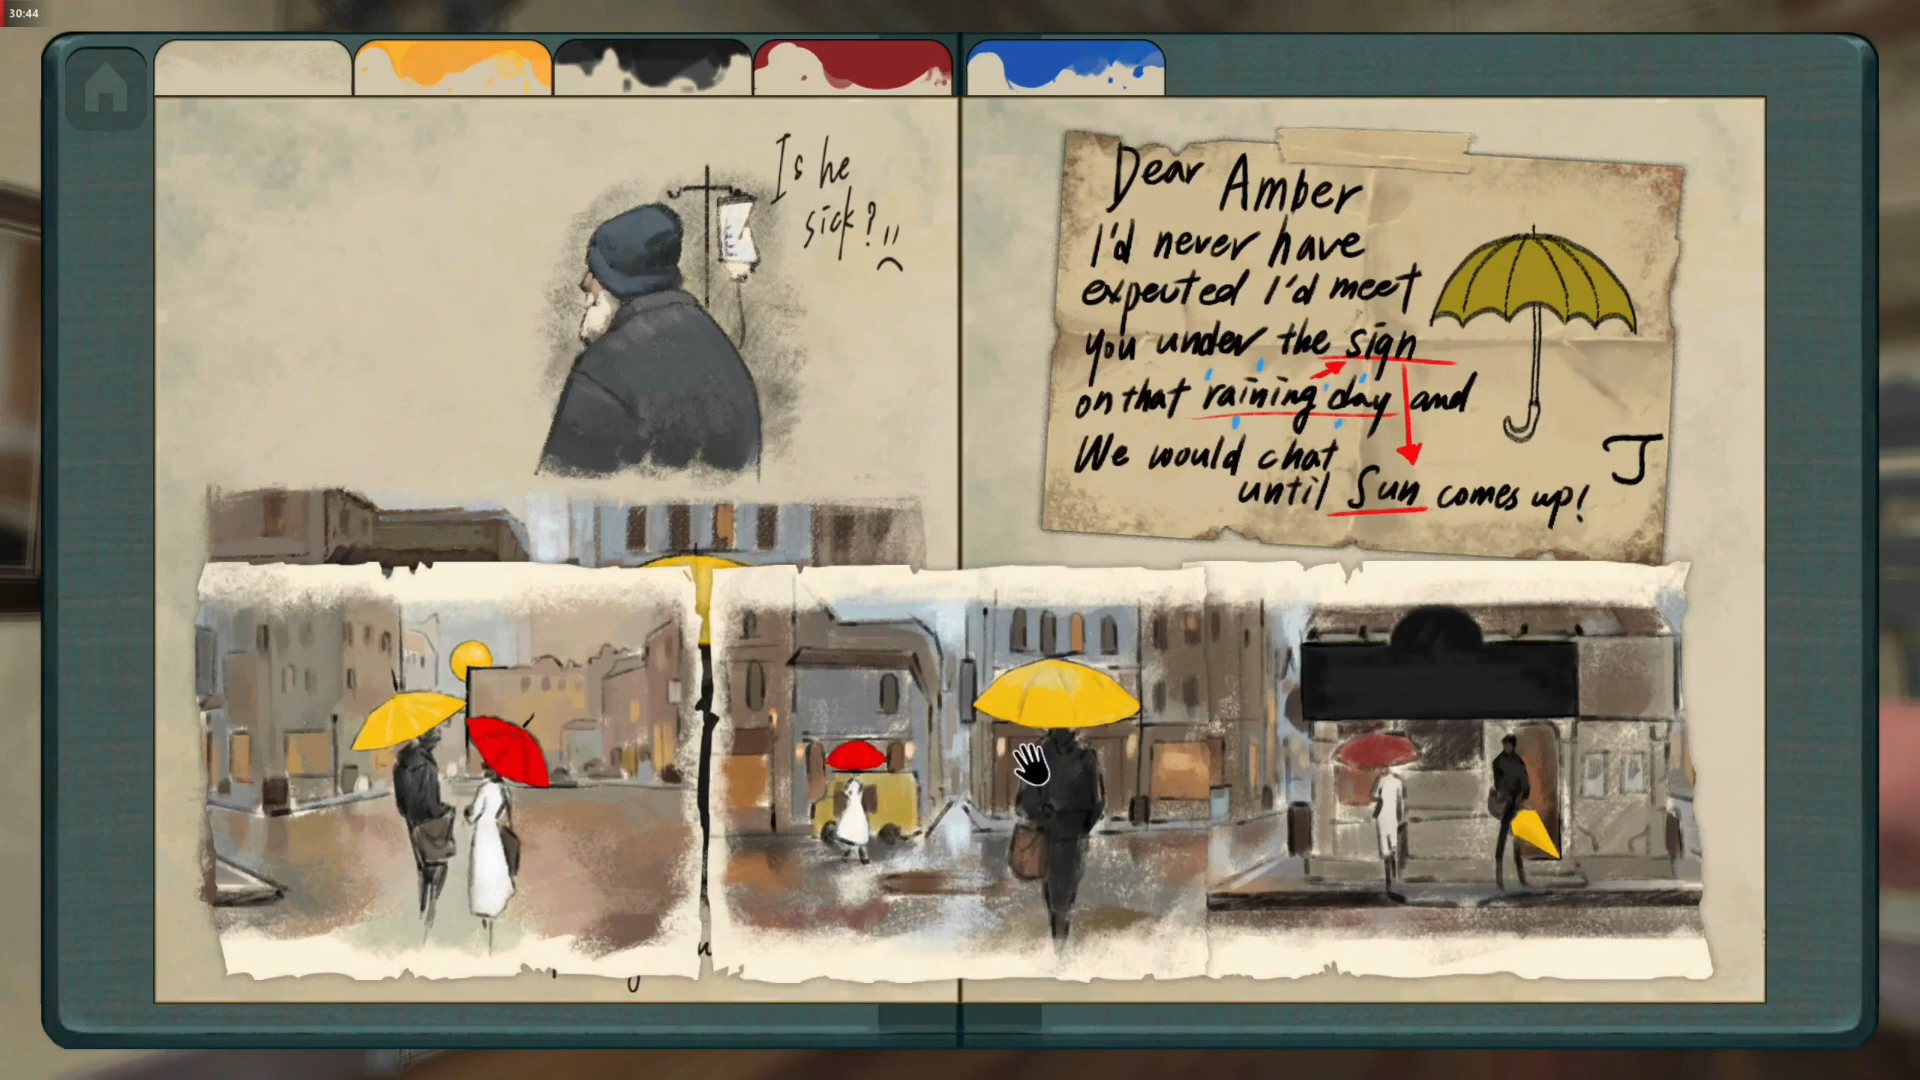 30:44
Is he
sick?
Dear Amber
I'd never have
expected I'd meet
you under the sign
on that raining day and
We would chat
until Sun comes up!
J